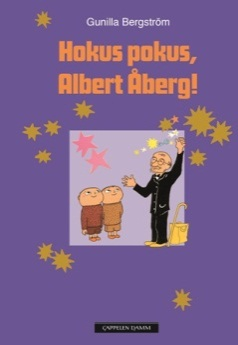 Gunilla Bergström
Hokus pokus,
Albert Åberg!
CAPPELEN DAMM